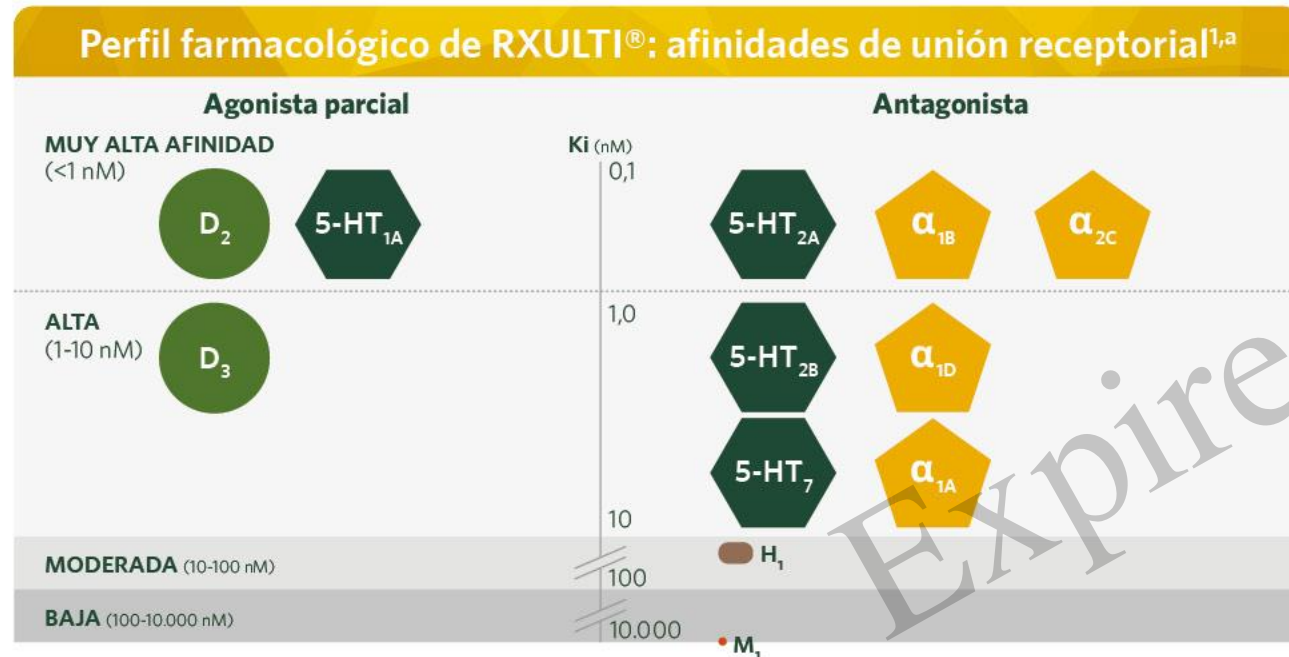 Perfil farmacológico de RXULTI®: afinidades de unión receptorial1,a
Agonista parcial
Antagonista
MUY ALTA AFINIDAD
(<1 nM)
Ki (nM)
0,1
D2
5-HT1A
5-HT2A
α1B
α2C
ALTA
(1-10 nM)
1,0
D3
5-HT2B
α1D
5-HT7
α1A
10
MODERADA (10-100 nM)
H1
100
BAJA (100-10.000 nM)
10.000
M1
Expire